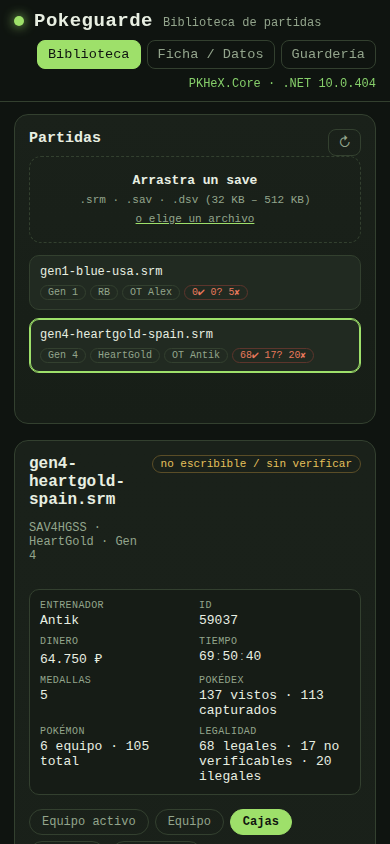 Pokeguarde Biblioteca de partidas
Biblioteca Ficha / Datos Guardería
PKHeX.Core · .NET 10.0.404
Partidas
↻
Arrastra un save
.srm · .sav · .dsv (32 KB – 512 KB)
o elige un archivo
gen1-blue-usa.srm
Gen 1 RB OT Alex 0✔ 0? 5✘
gen4-heartgold-spain.srm
Gen 4 HeartGold OT Antik 68✔ 17? 20✘
gen4-
heartgold-
spain.srm
no escribible / sin verificar
SAV4HGSS ·
HeartGold · Gen
4
ENTRENADOR
Antik
ID
59037
DINERO
64.750 ₽
TIEMPO
69:50:40
MEDALLAS
5
POKÉDEX
137 vistos · 113
capturados
POKÉMON
6 equipo · 105
total
LEGALIDAD
68 legales · 17 no
verificables · 20
ilegales
Equipo activo Equipo Cajas